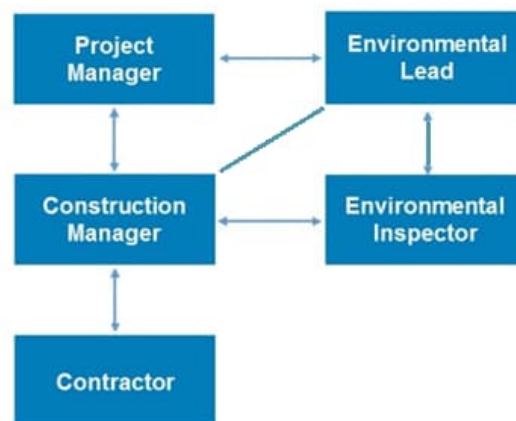 Project
Manager
Environmental
Lead
Construction
Manager
Environmental
Inspector
Contractor